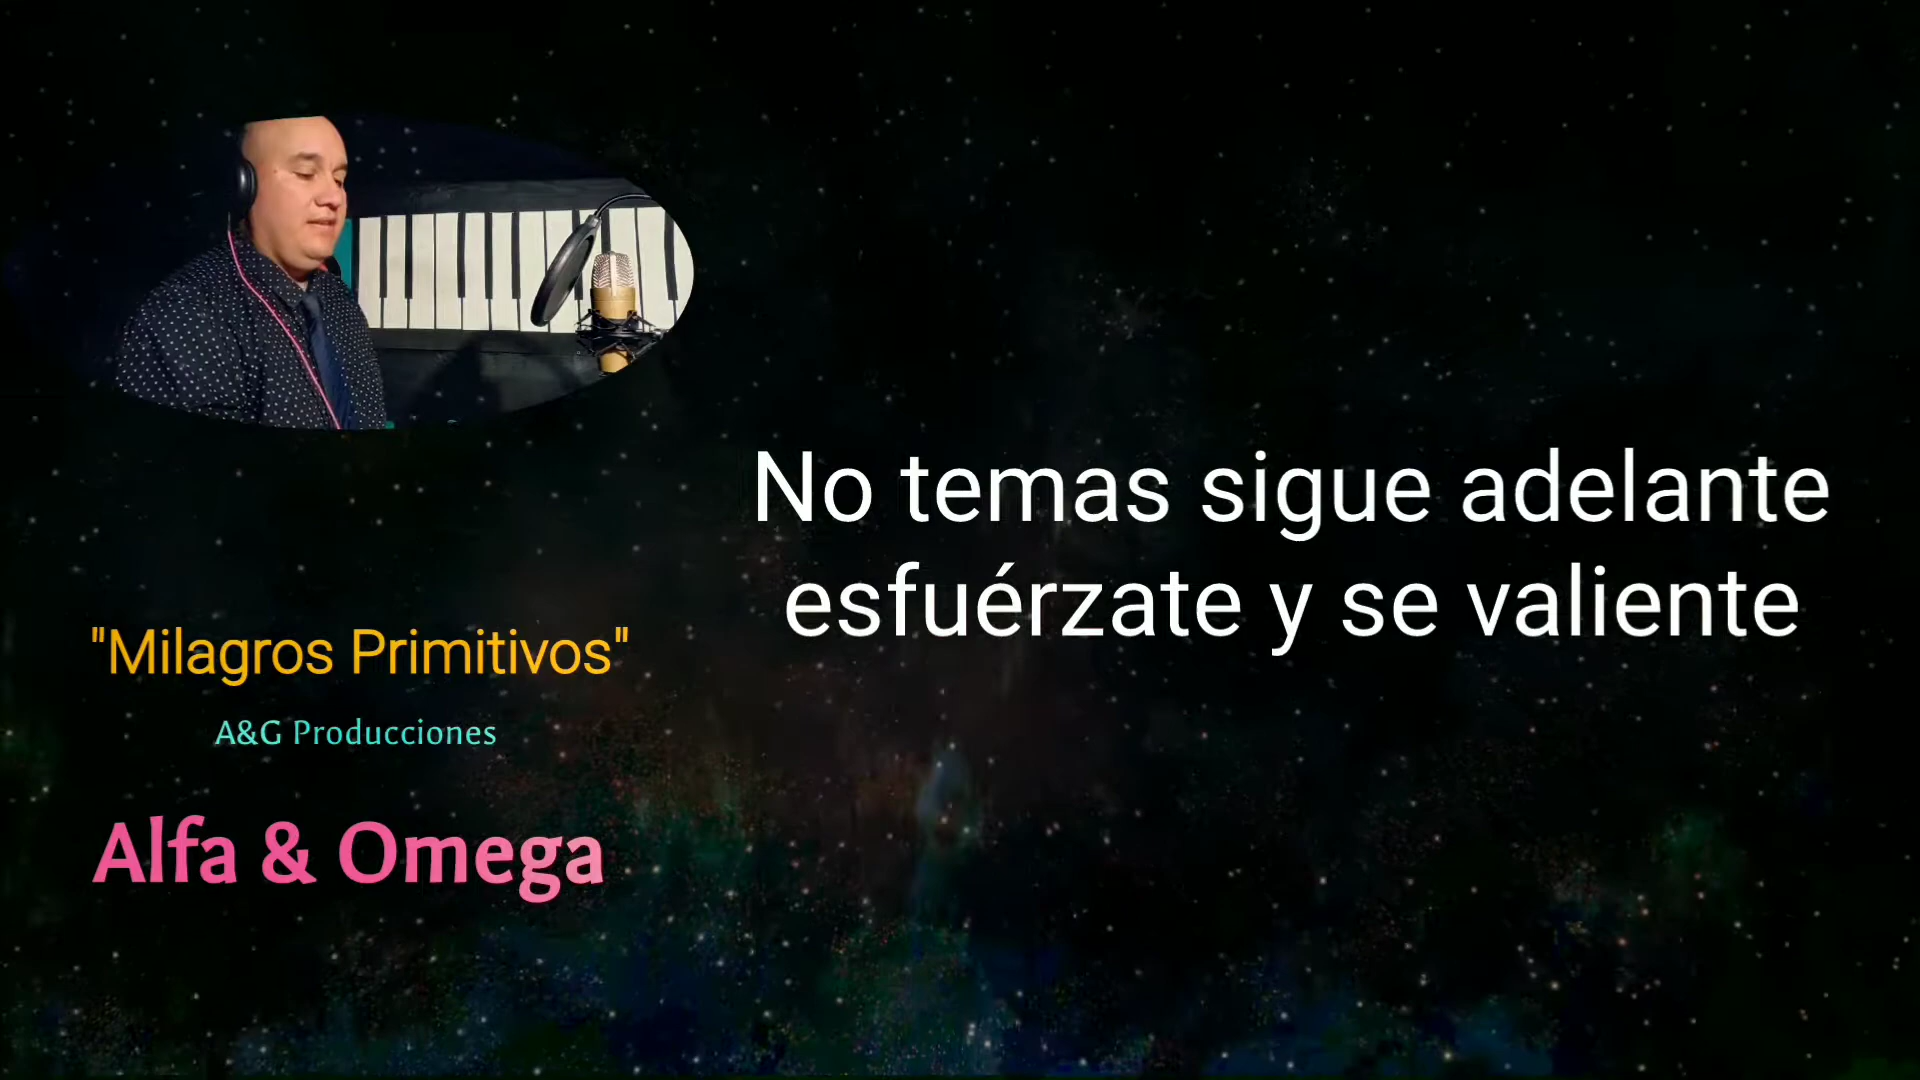 No temas sigue adelante
esfuérzate y se valiente
"Milagros Primitivos"
A&G Producciones
Alfa & Omega